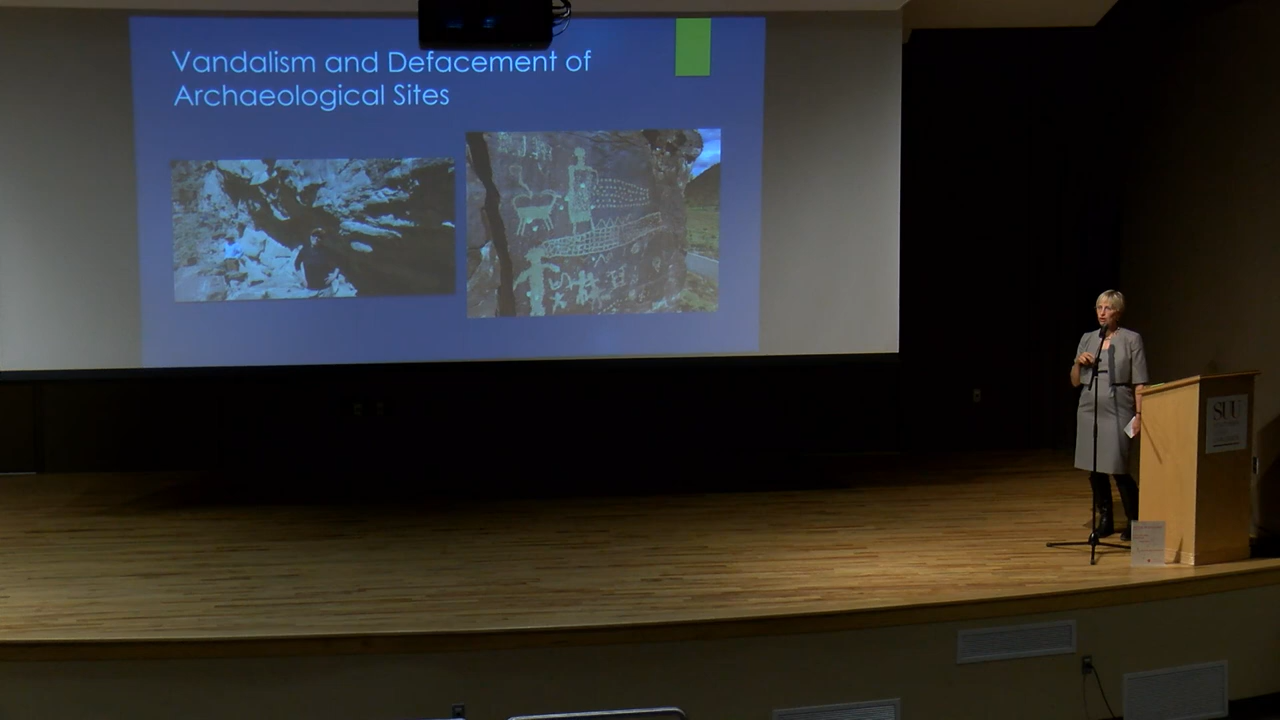 Vandalism and Defacement of
Archaeological Sites
SUU